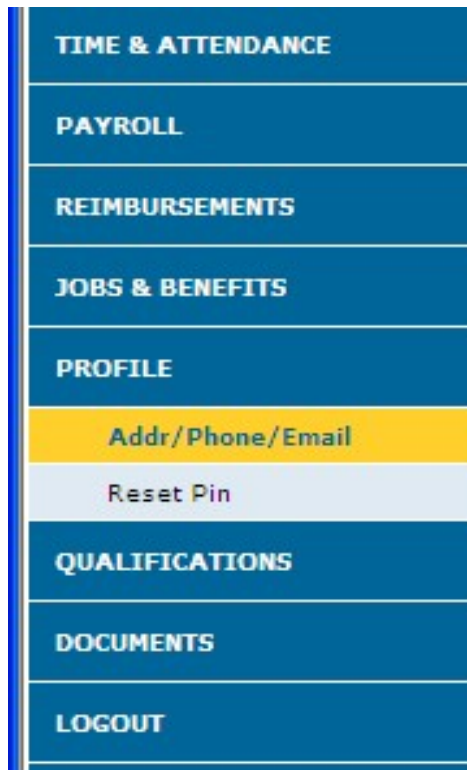 TIME & ATTENDANCE
PAYROLL
REIMBURSEMENTS
JOBS & BENEFITS
PROFILE
Addr/Phone/Email
Reset Pin
QUALIFICATIONS
DOCUMENTS
LOGOUT